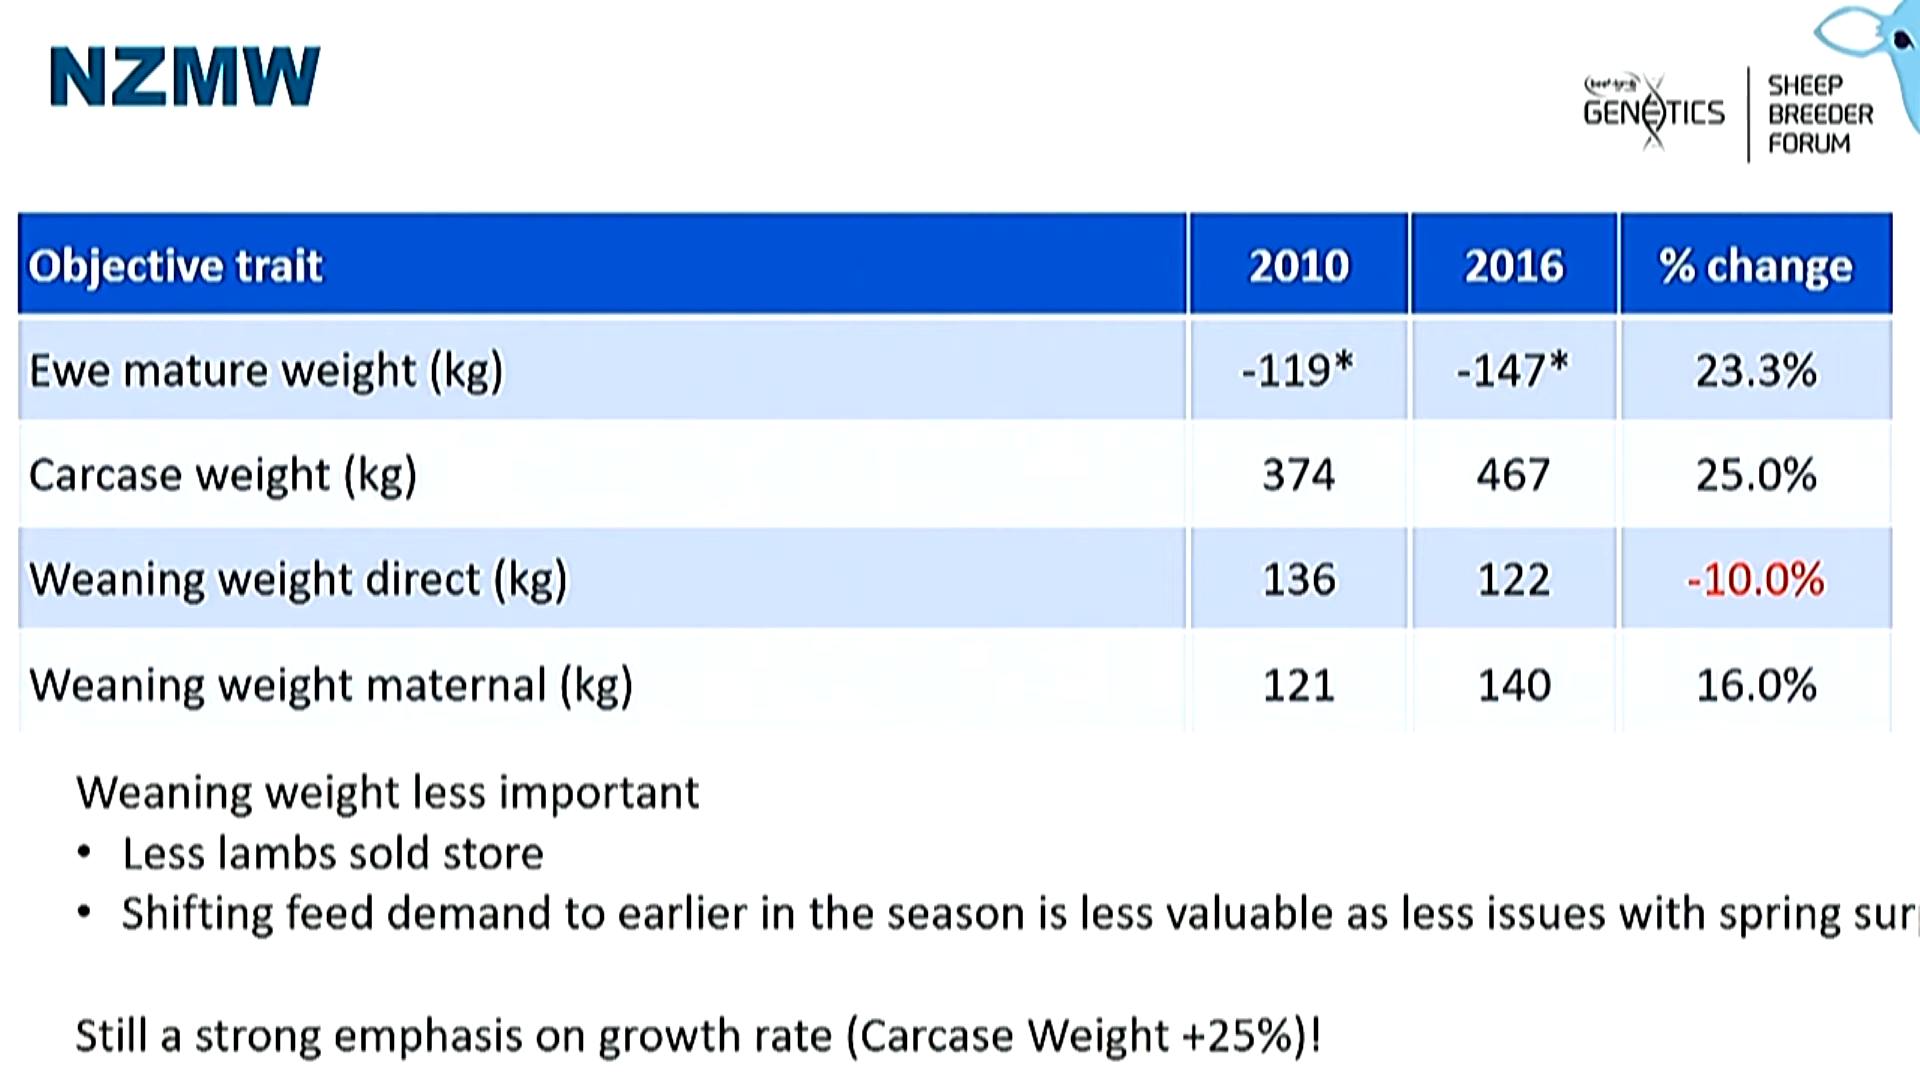 NZMW
GENETICS
SHEEP
BREEDER
FORUM
Objective trait 2010 2016 % change
Ewe mature weight (kg) -119* -147* 23.3%
Carcase weight (kg) 374 467 25.0%
Weaning weight direct (kg) 136 122 -10.0%
Weaning weight maternal (kg) 121 140 16.0%
Weaning weight less important
• Less lambs sold store
• Shifting feed demand to earlier in the season is less valuable as less issues with spring
Still a strong emphasis on growth rate (Carcase Weight +25%)!